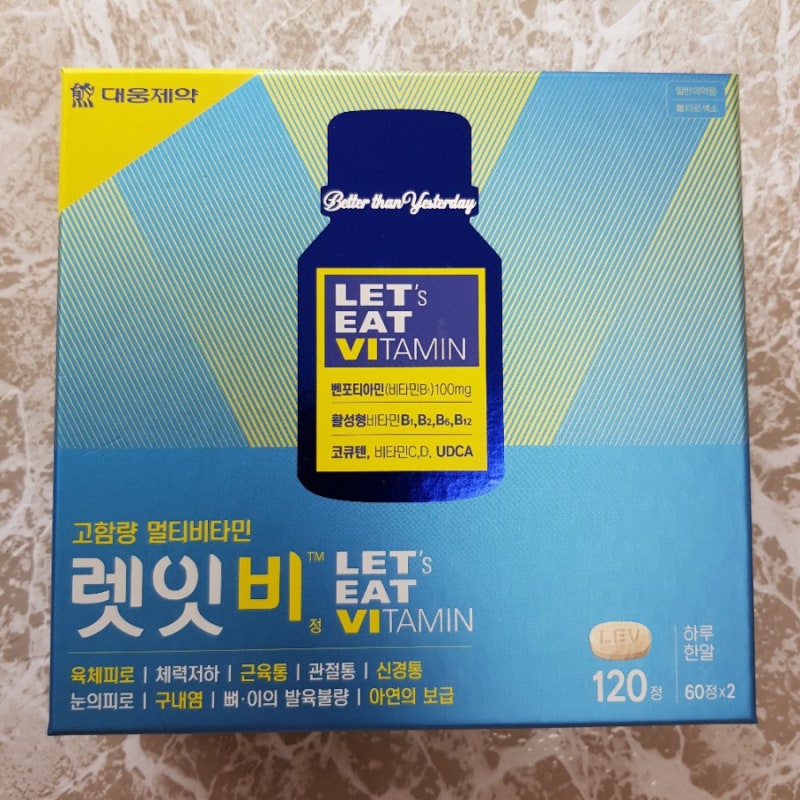 대웅제약
일반의약품
Better than Yesterday
LET's
EAT
VITAMIN
벤포티아민(비타민B₁)100mg
활성형비타민B₁,B₂,B₆,B₁₂
코큐텐, 비타민C,D, UDCA
고함량 멀티비타민
렛잇비™정
LET's
EAT
VITAMIN
육체피로 | 체력저하 | 근육통 | 관절통 | 신경통
눈의피로 | 구내염 | 뼈·이의 발육불량 | 아연의 보급
LEV
120정
하루
한알
60정x2